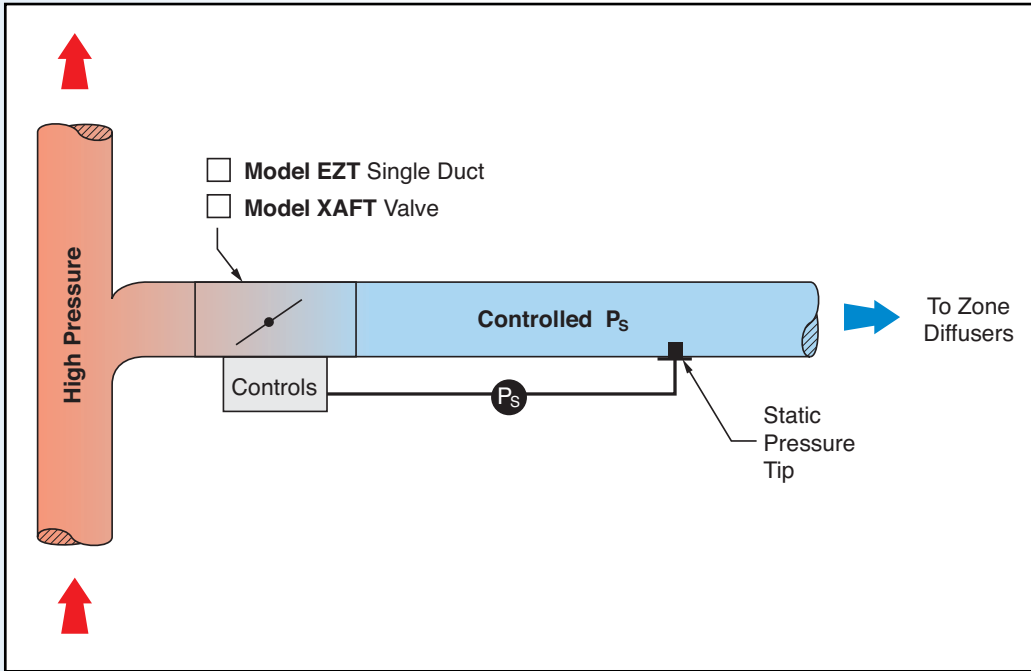 Model EZT Single Duct
Model XAFT Valve
High Pressure
Controlled PS
To Zone
Diffusers
Controls
PS
Static
Pressure
Tip